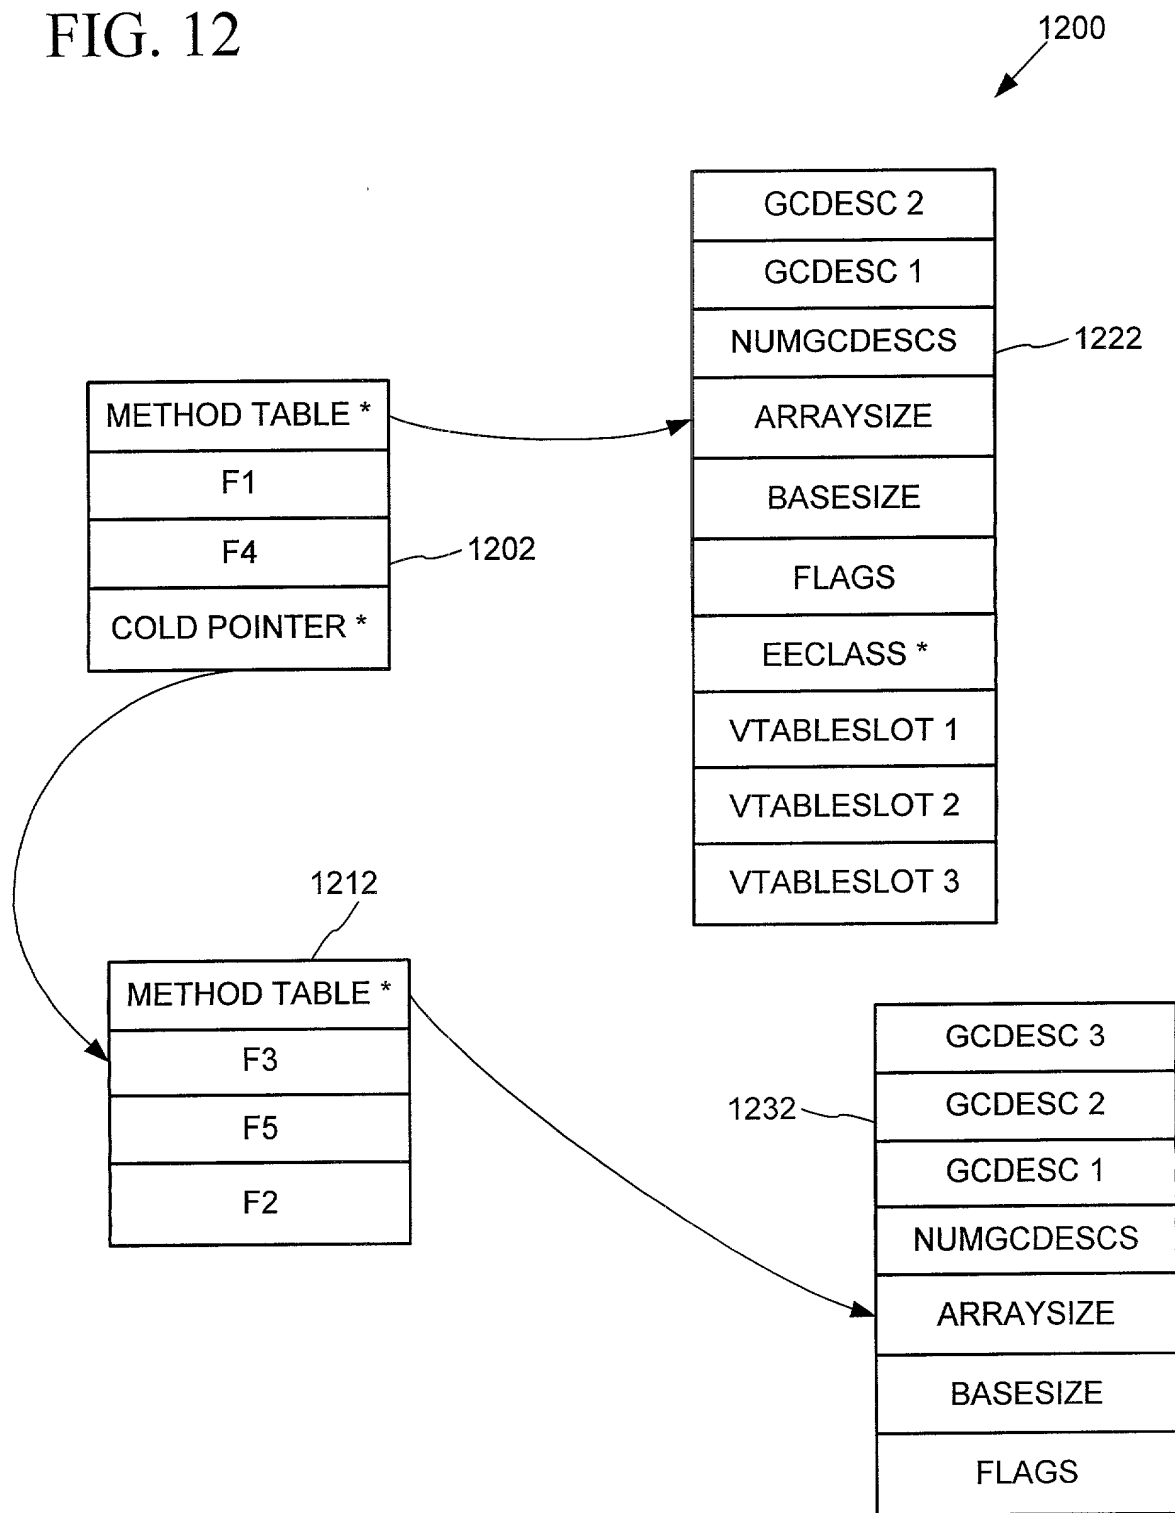 FIG. 12
1200
GCDESC 2
GCDESC 1
NUMGCDESCS
1222
ARRAYSIZE
BASESIZE
FLAGS
EECLASS *
VTABLESLOT 1
VTABLESLOT 2
VTABLESLOT 3
METHOD TABLE *
F1
F4
1202
COLD POINTER *
1212
METHOD TABLE *
F3
F5
F2
1232
GCDESC 3
GCDESC 2
GCDESC 1
NUMGCDESCS
ARRAYSIZE
BASESIZE
FLAGS